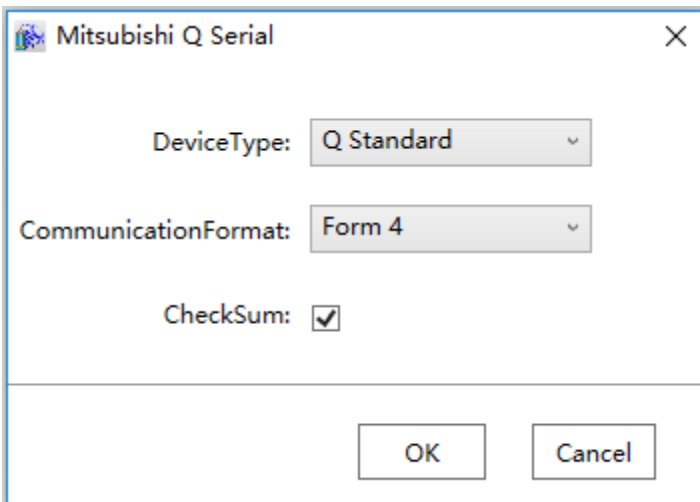 Mitsubishi Q Serial
DeviceType: Q Standard
CommunicationFormat: Form 4
CheckSum:
OK Cancel